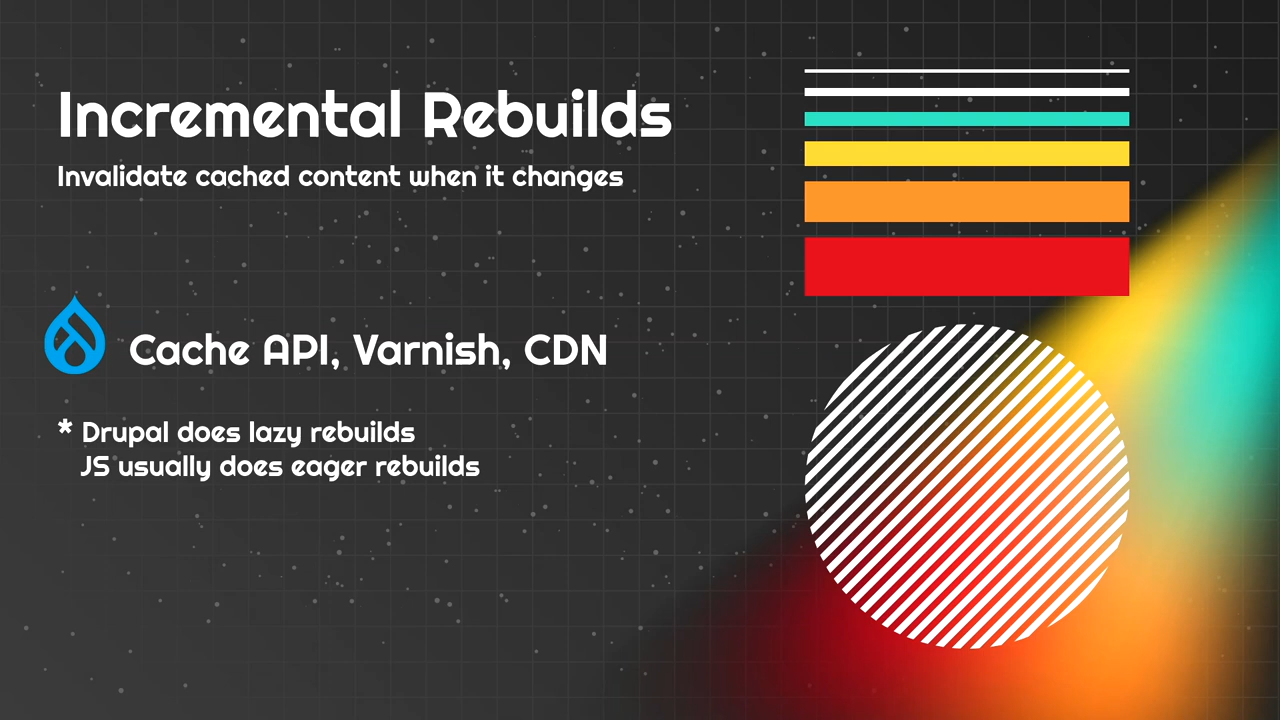 Incremental Rebuilds
Invalidate cached content when it changes
Cache API, Varnish, CDN
* Drupal does lazy rebuilds
JS usually does eager rebuilds